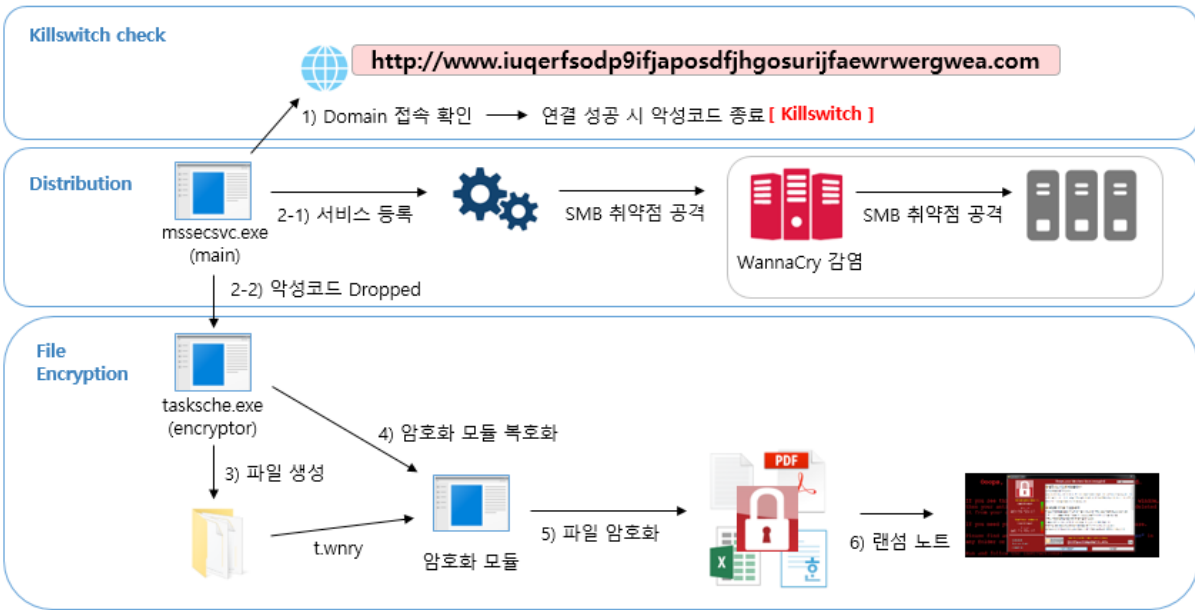 Killswitch check
http://www.iuqerfsodp9ifjaposdfjhgosurijfaewrwergwea.com
1) Domain 접속 확인
연결 성공 시 악성코드 종료 [ Killswitch ]
Distribution
mssecsvc.exe
(main)
2-1) 서비스 등록
SMB 취약점 공격
WannaCry 감염
SMB 취약점 공격
2-2) 악성코드 Dropped
File
Encryption
tasksche.exe
(encryptor)
3) 파일 생성
4) 암호화 모듈 복호화
t.wnry
암호화 모듈
5) 파일 암호화
PDF
X
훈
6) 랜섬 노트